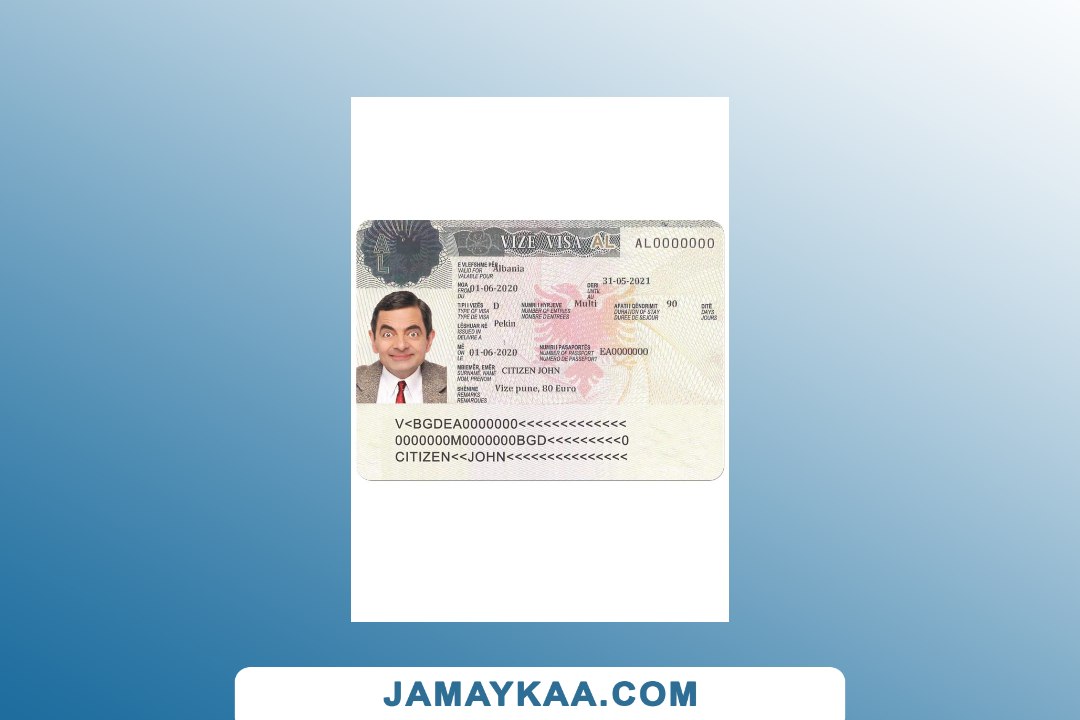 AL
VIZE VISA AL
AL0000000
E VLEFSHME PËR
VALID FOR
VALABLE POUR
Albania
NGA
FROM
DU
01-06-2020
DERI
UNTIL
AU
31-05-2021
TIPI I VIZËS
TYPE OF VISA
TYPE DE VISA
D
NUMRI I HYRJEVE
NUMBER OF ENTRIES
NOMBRE D'ENTREES
Multi
AFATI I QËNDRIMIT
DURATION OF STAY
DUREE DE SEJOUR
90
DITË
DAYS
JOURS
LËSHUAR NË
ISSUED IN
DELIVRE A
Pekin
MË
ON
LE
01-06-2020
NUMRI I PASAPORTËS
NUMBER OF PASSPORT
NUMERO DE PASSEPORT
EA0000000
MBIEMËR, EMËR
SURNAME, NAME
NOM, PRENOM
CITIZEN JOHN
SHËNIME
REMARKS
REMARQUES
Vize pune, 80 Euro
V<BGDEA0000000<<<<<<<<<<<<<<
0000000M0000000BGD<<<<<<<<<0
CITIZEN<<JOHN<<<<<<<<<<<<<<<
JAMAYKAA.COM